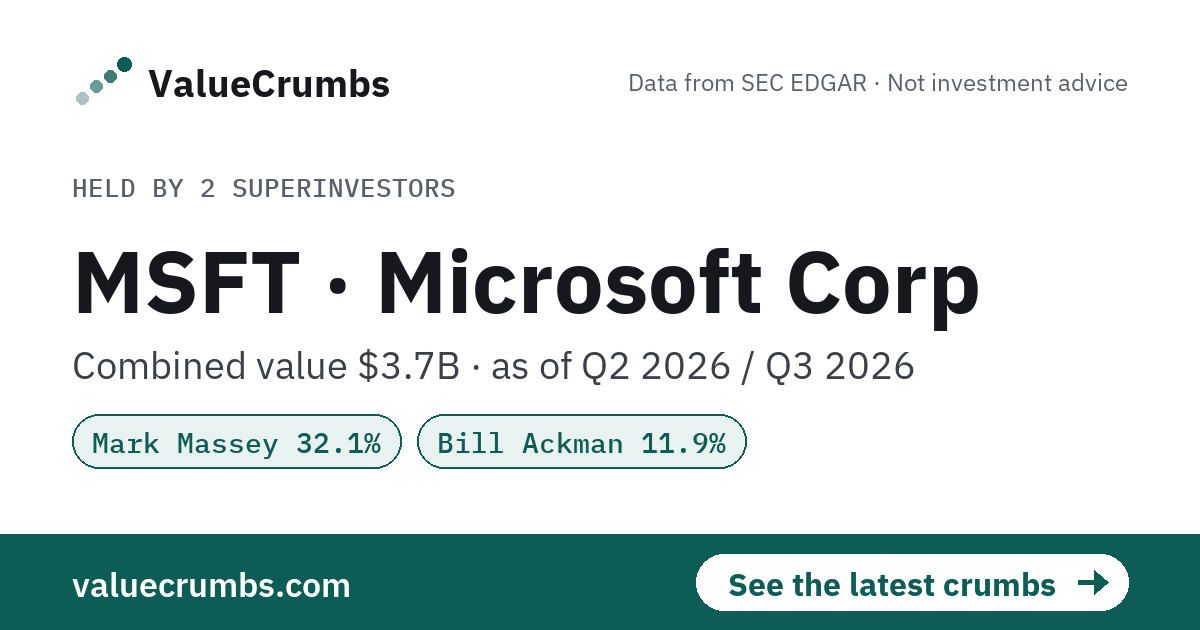 ValueCrumbs
Data from SEC EDGAR · Not investment advice
HELD BY 2 SUPERINVESTORS
MSFT · Microsoft Corp
Combined value $3.7B · as of Q2 2026 / Q3 2026
Mark Massey 32.1%
Bill Ackman 11.9%
valuecrumbs.com
See the latest crumbs →